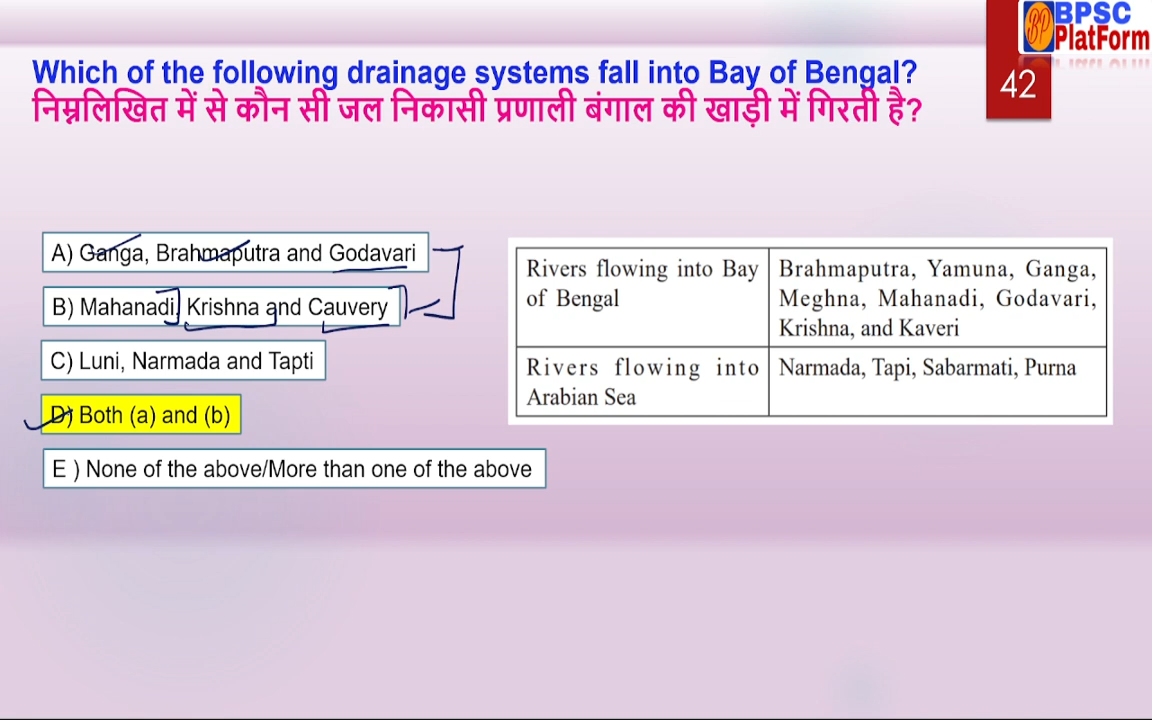 BPSC
PlatForm
42
Which of the following drainage systems fall into Bay of Bengal?
निम्नलिखित में से कौन सी जल निकासी प्रणाली बंगाल की खाड़ी में गिरती है?
A) Ganga, Brahmaputra and Godavari
B) Mahanadi, Krishna and Cauvery
C) Luni, Narmada and Tapti
D) Both (a) and (b)
E ) None of the above/More than one of the above
Rivers flowing into Bay
of Bengal
Brahmaputra, Yamuna, Ganga,
Meghna, Mahanadi, Godavari,
Krishna, and Kaveri
Rivers flowing into
Arabian Sea
Narmada, Tapi, Sabarmati, Purna